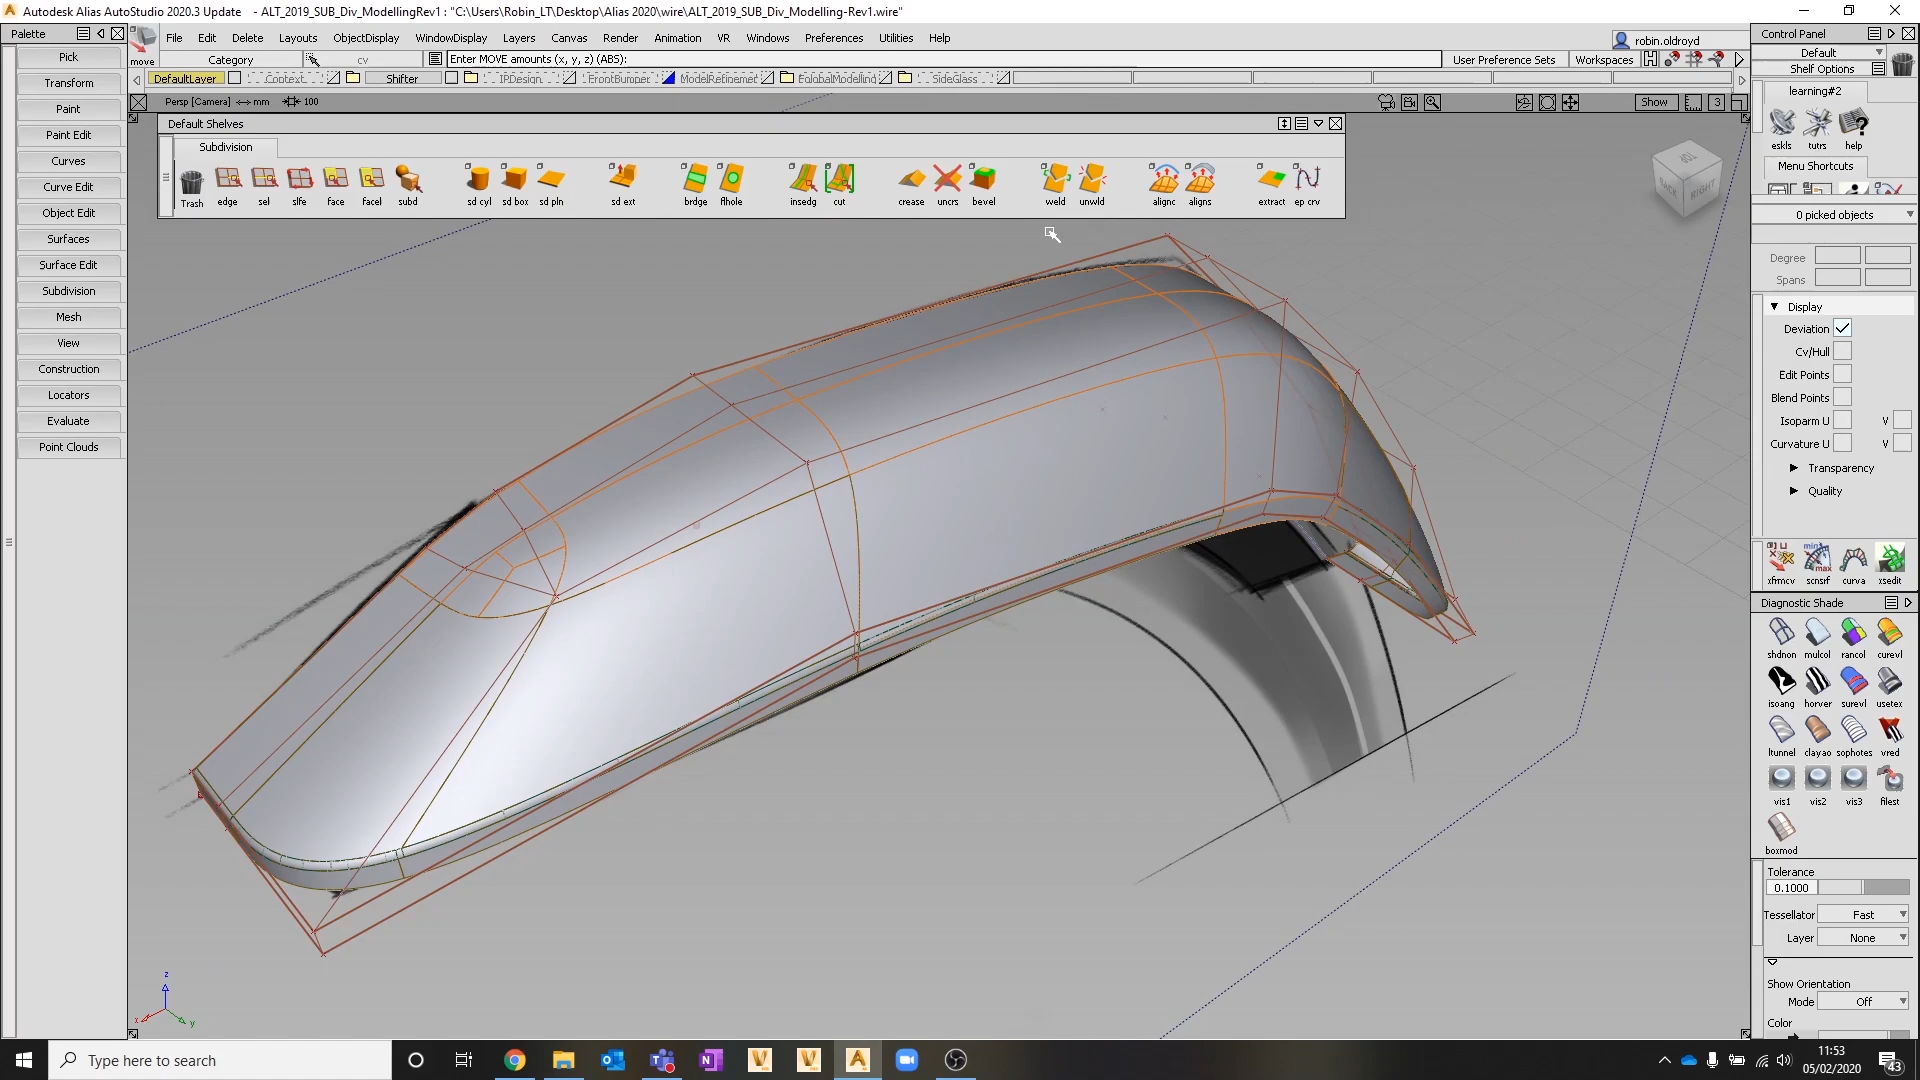 Autodesk Alias AutoStudio 2020.3 Update - ALT_2019_SUB_Div_ModellingRev1 : "C:\Users\Robin_LT\Desktop\Alias 2020\wire\ALT_2019_SUB_Div_Modelling-Rev1.wire"
Palette
File Edit Delete Layouts ObjectDisplay WindowDisplay Layers Canvas Render Animation VR Windows Preferences Utilities Help
robin.oldroyd
move Category cv Enter MOVE amounts (x, y, z) (ABS): User Preference Sets Workspaces
DefaultLayer Context Shifter IPDesign FrontBumper ModelRefinemer SideGlass
Persp [Camera] <-> mm 100 Show 3
Default Shelves
Subdivision
Trash edge sel slfe face facel subd sd cyl sd box sd pln sd ext brdge flhole insedg cut crease uncrs bevel weld unwld alignc aligns extract ep crv
Pick
Transform
Paint
Paint Edit
Curves
Curve Edit
Object Edit
Surfaces
Surface Edit
Subdivision
Mesh
View
Construction
Locators
Evaluate
Point Clouds
TOP
BACK RIGHT
z
x y
Control Panel
Default
Shelf Options
learning#2
eskls tutrs help
Menu Shortcuts
0 picked objects
Degree
Spans
Display
Deviation
Cv/Hull
Edit Points
Blend Points
Isoparm U V
Curvature U V
Transparency
Quality
xfrmcv scnsrf curva xsedit
Diagnostic Shade
shdnon mulcol rancol curevl
isoang horver surevl usetex
ltunnel clayao sophotes vred
vis1 vis2 vis3 filest
boxmod
Tolerance
0.1000
Tessellator Fast
Layer None
Show Orientation
Mode Off
Color
Type here to search
11:53
05/02/2020
43